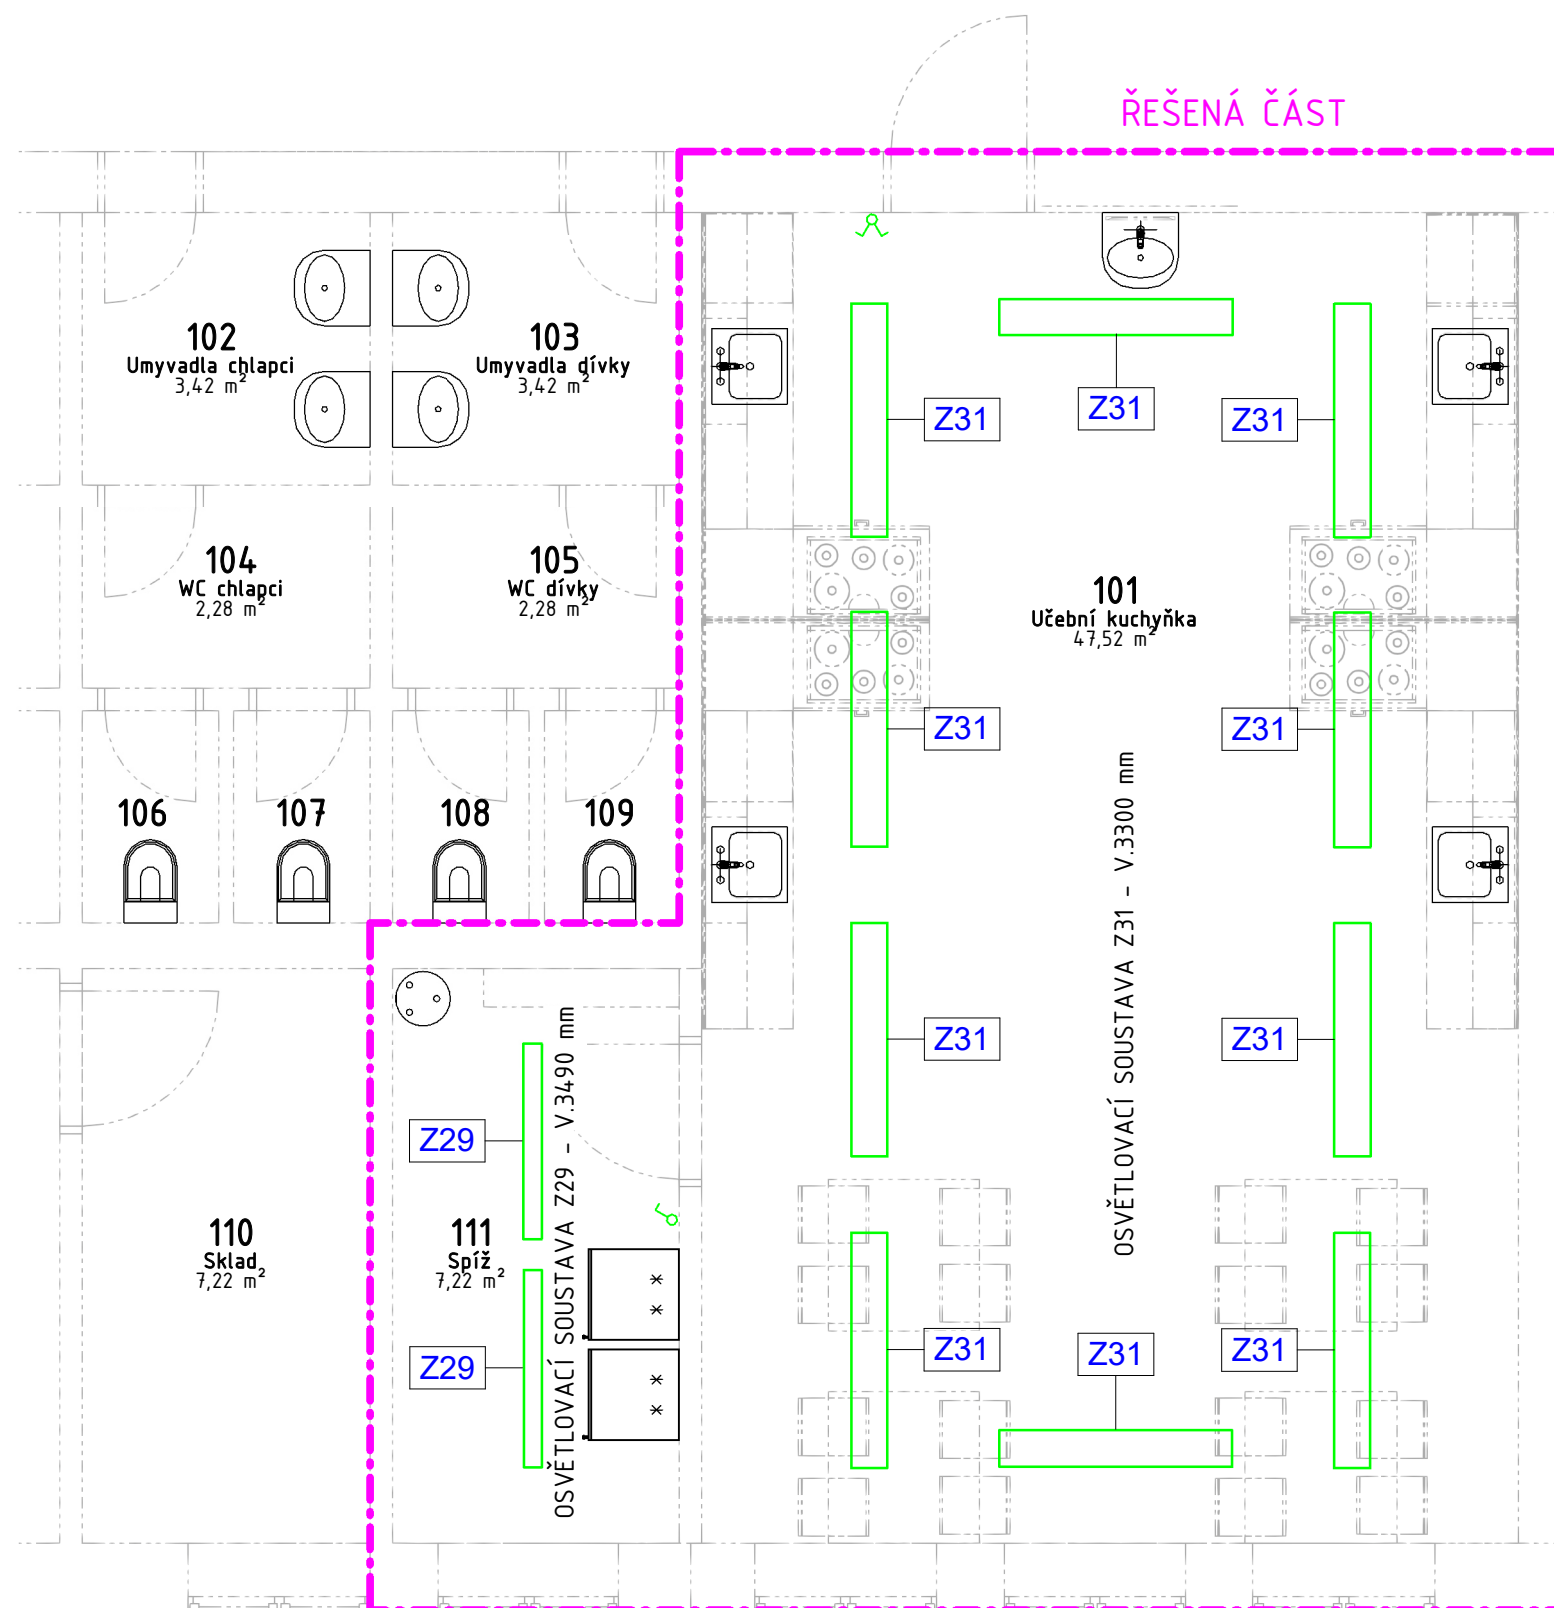 ŘEŠENÁ ČÁST
102
Umyvadla chlapci
3,42 m²
103
Umyvadla dívky
3,42 m²
Z31
Z31
Z31
104
WC chlapci
2,28 m²
105
WC dívky
2,28 m²
101
Učební kuchyňka
47,52 m²
Z31
Z31
106
107
108
109
OSVĚTLOVACÍ SOUSTAVA Z31 - V.3300 mm
Z31
Z31
OSVĚTLOVACÍ SOUSTAVA Z29 - V.3490 mm
Z29
110
Sklad
7,22 m²
111
Spíž
7,22 m²
Z29
Z31
Z31
Z31